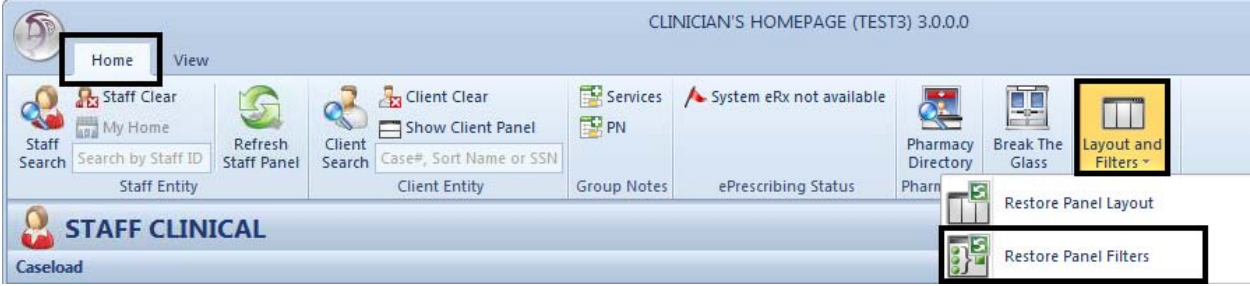 CLINICIAN'S HOMEPAGE (TEST3) 3.0.0.0
Home View
Staff Search
Staff Clear
My Home
Search by Staff ID
Refresh Staff Panel
Staff Entity
Client Search
Client Clear
Show Client Panel
Case#, Sort Name or SSN
Client Entity
Services
PN
Group Notes
System eRx not available
ePrescribing Status
Pharmacy Directory
Pharm
Break The Glass
Layout and Filters
Restore Panel Layout
Restore Panel Filters
STAFF CLINICAL
Caseload